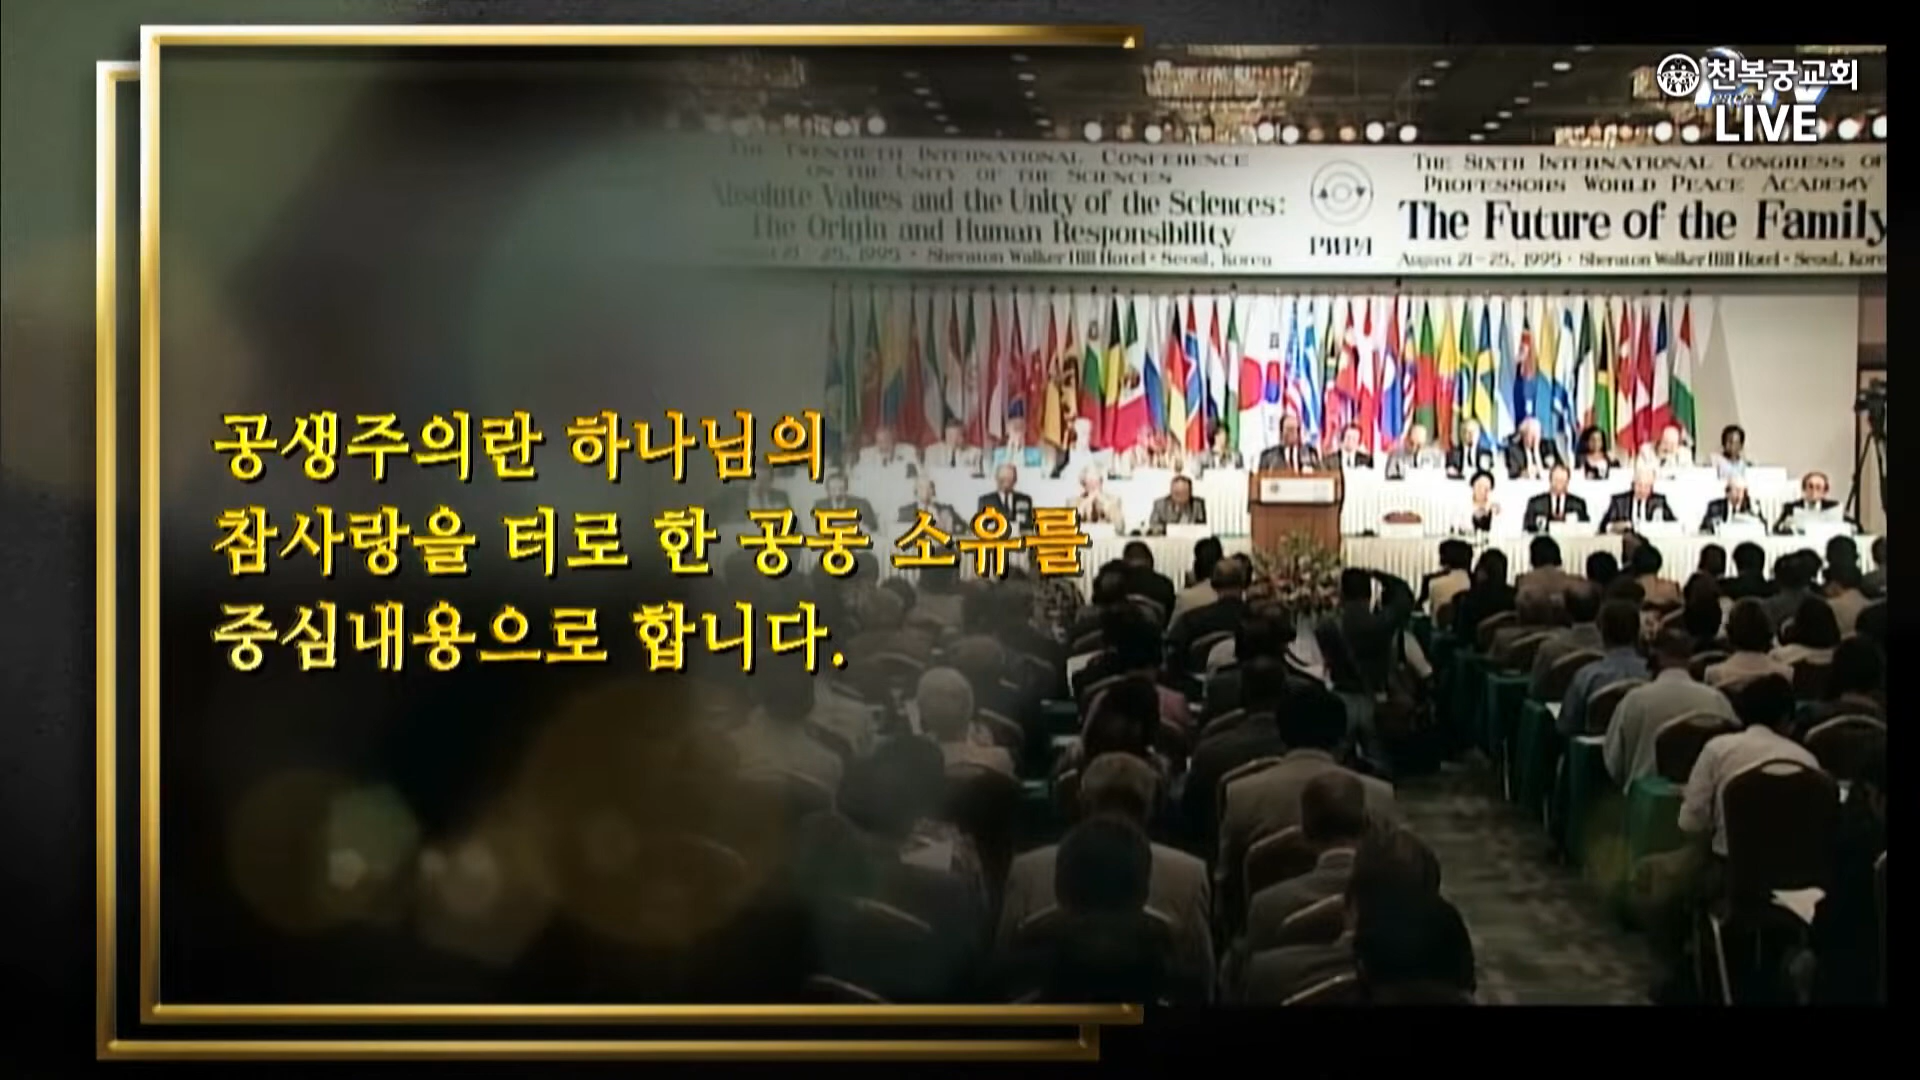 천복궁교회
LIVE
THE TWENTIETH INTERNATIONAL CONFERENCE
ON THE UNITY OF THE SCIENCES
Absolute Values and the Unity of the Sciences:
The Origin and Human Responsibility
August 21 - 25, 1995 · Sheraton Walker Hill Hotel · Seoul, Korea
PWPA
THE SIXTH INTERNATIONAL CONGRESS OF
PROFESSORS WORLD PEACE ACADEMY
The Future of the Family
August 21 - 25, 1995 · Sheraton Walker Hill Hotel · Seoul, Kore
공생주의란 하나님의
참사랑을 터로 한 공동 소유를
중심내용으로 합니다.